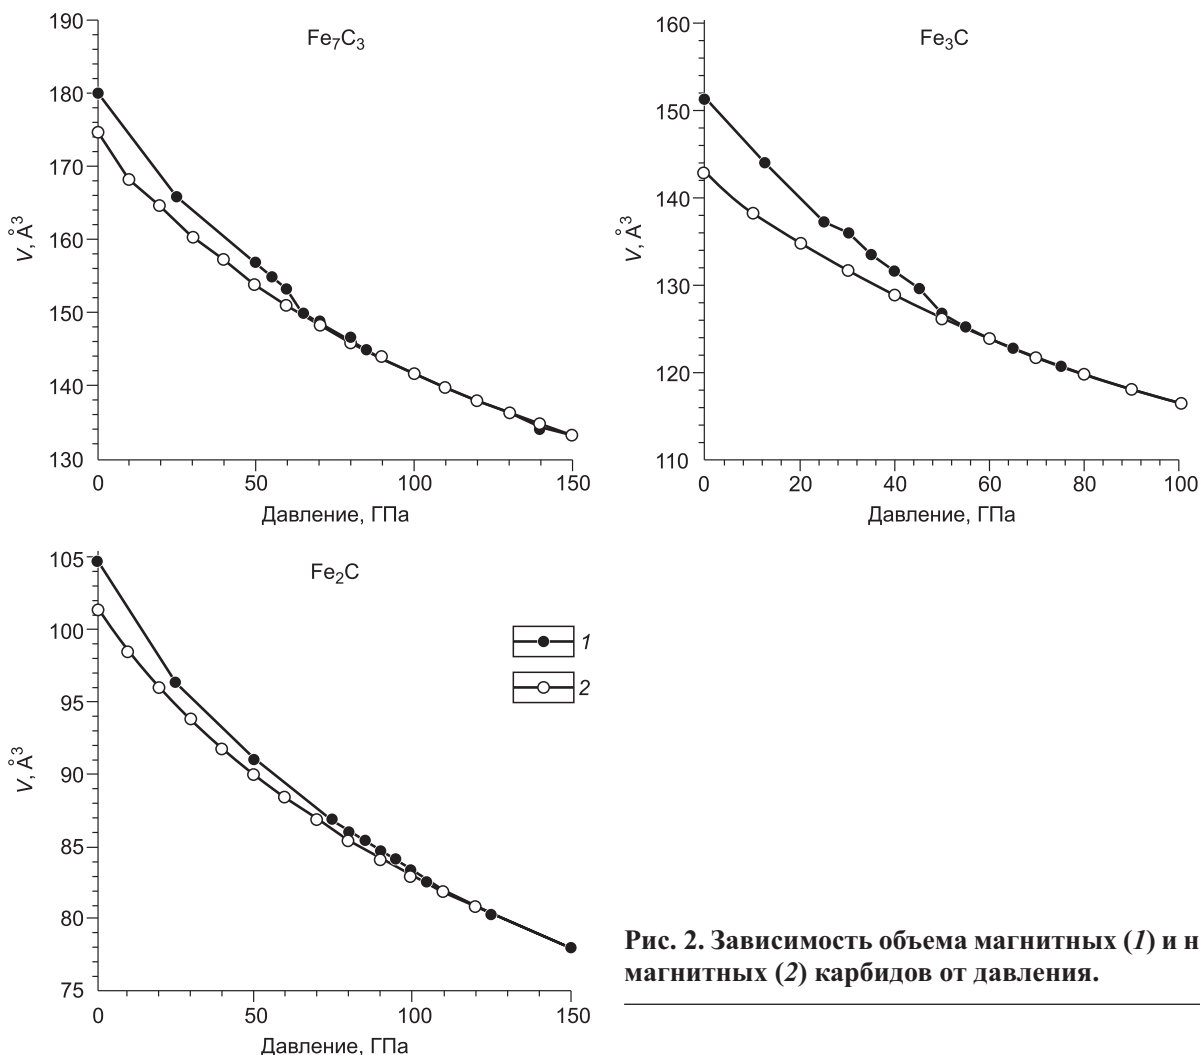 Fe7C3
190
180
170
160
150
140
130
V, Å3
0 50 100 150
Давление, ГПа
Fe3C
160
150
140
130
120
110
V, Å3
0 20 40 60 80 100
Давление, ГПа
Fe2C
105
100
95
90
85
80
75
V, Å3
0 50 100 150
Давление, ГПа
1
2
Рис. 2. Зависимость объема магнитных (1) и н
магнитных (2) карбидов от давления.